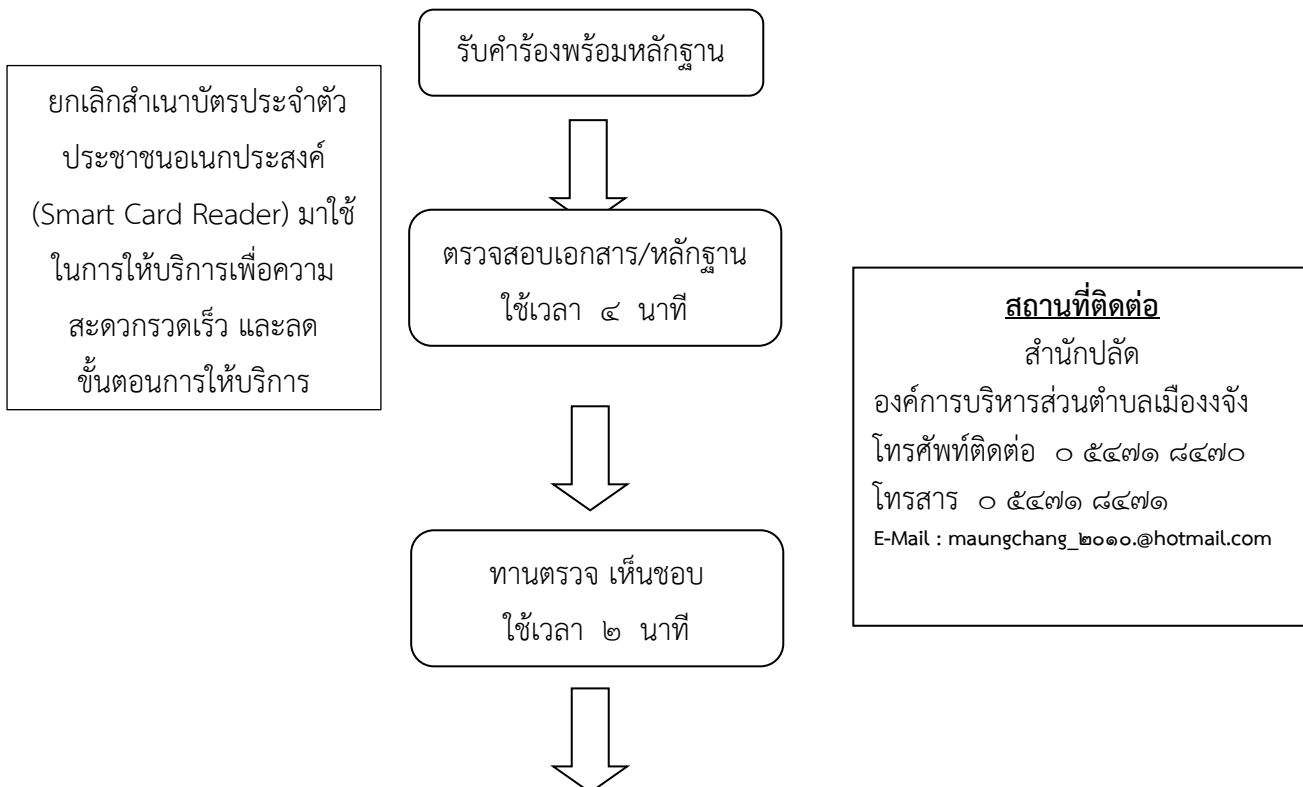 รับคำร้องพร้อมหลักฐาน
ยกเลิกสำเนาบัตรประจำตัว
ประชาชนอเนกประสงค์
(Smart Card Reader) มาใช้
ในการให้บริการเพื่อความ
สะดวกรวดเร็ว และลด
ขั้นตอนการให้บริการ
ตรวจสอบเอกสาร/หลักฐาน
ใช้เวลา ๔ นาที
ทานตรวจ เห็นชอบ
ใช้เวลา ๒ นาที
สถานที่ติดต่อ
สำนักปลัด
องค์การบริหารส่วนตำบลเมืองงจัง
โทรศัพท์ติดต่อ ๐ ๕๔๗๑ ๘๔๗๐
โทรสาร ๐ ๕๔๗๑ ๘๔๗๑
E-Mail : maungchang_๒๐๑๐.@hotmail.com